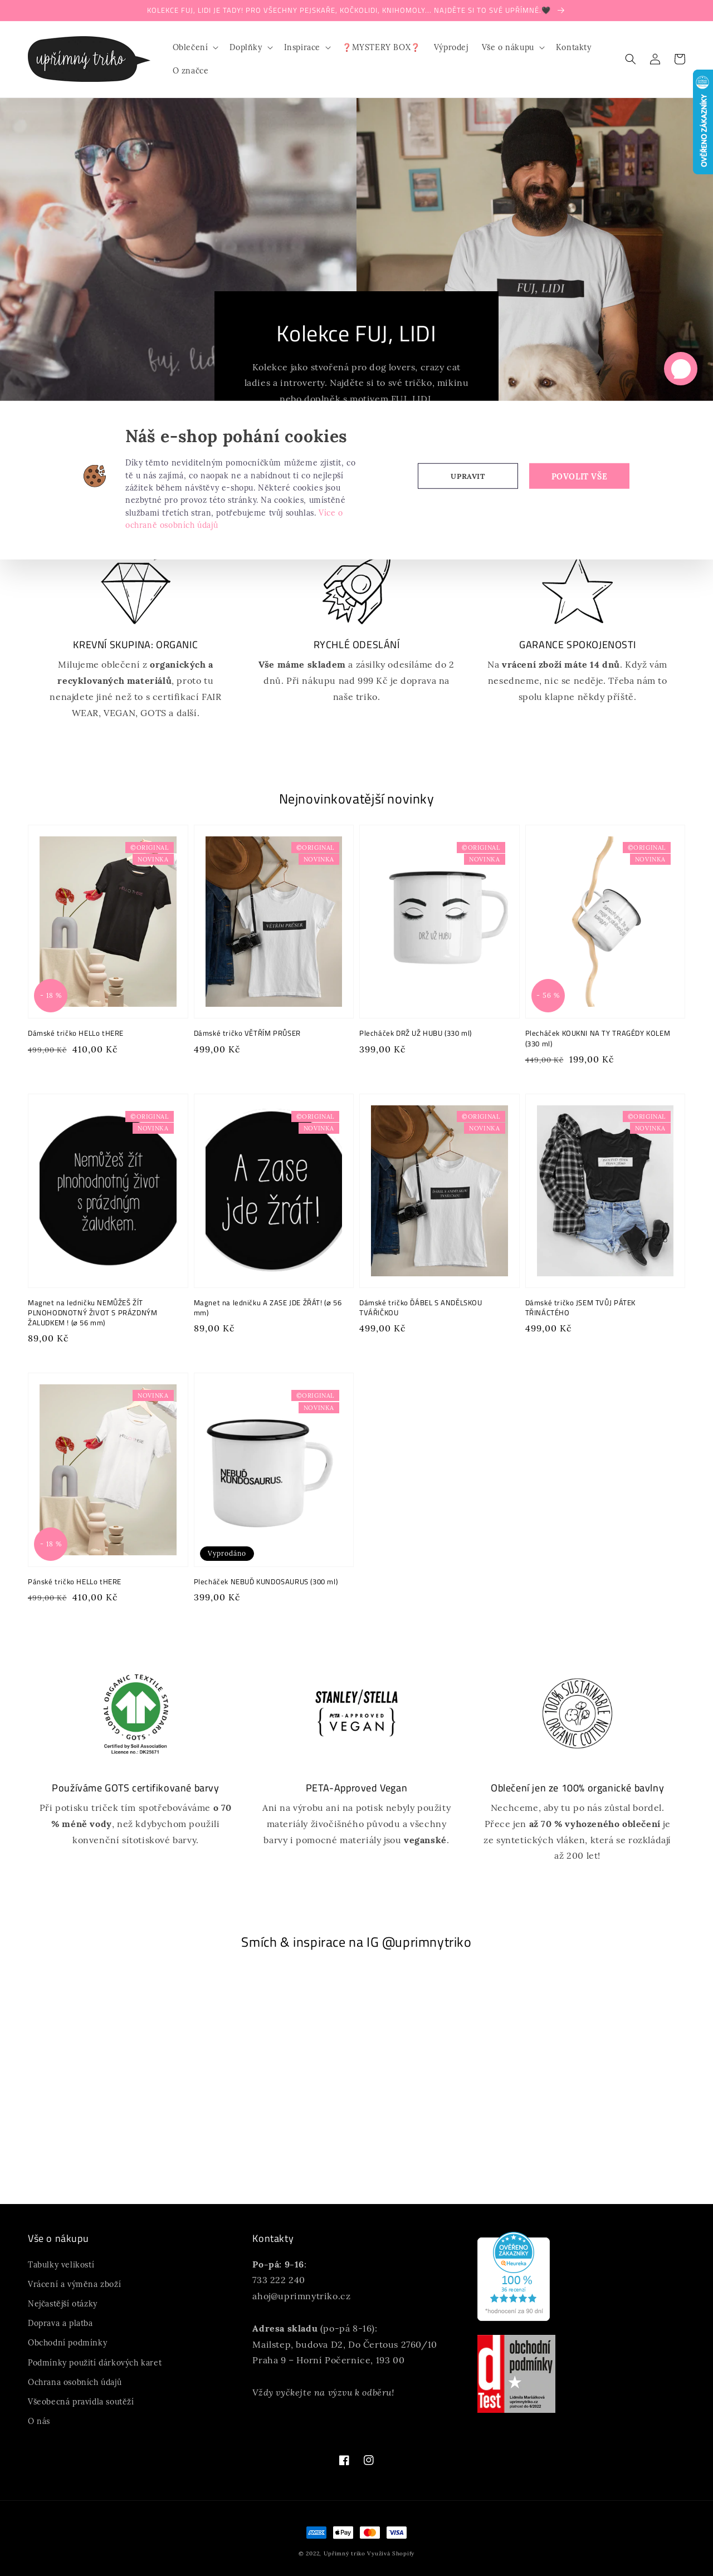 KOLEKCE FUJ, LIDI JE TADY! PRO VŠECHNY PEJSKAŘE, KOČKOLIDI, KNIHOMOLY... NAJDĚTE SI TO SVÉ UPŘÍMNÉ 🖤 →
upřímný triko
Oblečení
Doplňky
Inspirace
❓MYSTERY BOX❓
Výprodej
Vše o nákupu
Kontakty
O značce
OVĚŘENO ZÁKAZNÍKY
fuj, lidi
FUJ, LIDI
Kolekce FUJ, LIDI
Kolekce jako stvořená pro dog lovers, crazy cat
ladies a introverty. Najděte si to své tričko, mikinu
nebo doplněk s motivem FUJ, LIDI.
Náš e-shop pohání cookies
Díky těmto neviditelným pomocníčkům můžeme zjistit, co
tě u nás zajímá, co naopak ne a nabídnout ti co nejlepší
zážitek během návštěvy e-shopu. Některé cookies jsou
nezbytné pro provoz této stránky. Na cookies, umístěné
službami třetích stran, potřebujeme tvůj souhlas. Více o
ochraně osobních údajů
UPRAVIT
POVOLIT VŠE
KREVNÍ SKUPINA: ORGANIC
Milujeme oblečení z organických a
recyklovaných materiálů, proto tu
nenajdete jiné než to s certifikací FAIR
WEAR, VEGAN, GOTS a další.
RYCHLÉ ODESLÁNÍ
Vše máme skladem a zásilky odesíláme do 2
dnů. Při nákupu nad 999 Kč je doprava na
naše triko.
GARANCE SPOKOJENOSTI
Na vrácení zboží máte 14 dnů. Když vám
nesedneme, nic se neděje. Třeba nám to
spolu klapne někdy příště.
Nejnovinkovatější novinky
©ORIGINAL
NOVINKA
- 18 %
Dámské tričko HELLo tHERE
499,00 Kč 410,00 Kč
©ORIGINAL
NOVINKA
VĚTŘÍM PRŮSER
Dámské tričko VĚTŘÍM PRŮSER
499,00 Kč
©ORIGINAL
NOVINKA
DRŽ UŽ HUBU
Plecháček DRŽ UŽ HUBU (330 ml)
399,00 Kč
©ORIGINAL
NOVINKA
- 56 %
Plecháček KOUKNI NA TY TRAGÉDY KOLEM
(330 ml)
449,00 Kč 199,00 Kč
©ORIGINAL
NOVINKA
Nemůžeš žít
plnohodnotný život
s prázdným
žaludkem.
Magnet na ledničku NEMŮŽEŠ ŽÍT
PLNOHODNOTNÝ ŽIVOT S PRÁZDNÝM
ŽALUDKEM ! (ø 56 mm)
89,00 Kč
©ORIGINAL
NOVINKA
A zase
jde žrát!
Magnet na ledničku A ZASE JDE ŽRÁT! (ø 56
mm)
89,00 Kč
©ORIGINAL
NOVINKA
Dámské tričko ĎÁBEL S ANDĚLSKOU
TVÁŘIČKOU
499,00 Kč
©ORIGINAL
NOVINKA
Dámské tričko JSEM TVŮJ PÁTEK
TŘINÁCTÉHO
499,00 Kč
NOVINKA
- 18 %
Pánské tričko HELLo tHERE
499,00 Kč 410,00 Kč
©ORIGINAL
NOVINKA
NEBUĎ
KUNDOSAURUS.
Vyprodáno
Plecháček NEBUĎ KUNDOSAURUS (300 ml)
399,00 Kč
GLOBAL ORGANIC TEXTILE STANDARD
· GOTS ·
Certified by Soil Association
Licence no.: DK25671
Používáme GOTS certifikované barvy
Při potisku triček tím spotřebováváme o 70
% méně vody, než kdybychom použili
konvenční sítotiskové barvy.
STANLEY/STELLA
PETA-APPROVED
VEGAN
PETA-Approved Vegan
Ani na výrobu ani na potisk nebyly použity
materiály živočišného původu a všechny
barvy i pomocné materiály jsou veganské.
100% SUSTAINABLE
ORGANIC COTTON
Oblečení jen ze 100% organické bavlny
Nechceme, aby tu po nás zůstal bordel.
Přece jen až 70 % vyhozeného oblečení je
ze syntetických vláken, která se rozkládají
až 200 let!
Smích & inspirace na IG @uprimnytriko
Vše o nákupu
Tabulky velikostí
Vrácení a výměna zboží
Nejčastější otázky
Doprava a platba
Obchodní podmínky
Podmínky použití dárkových karet
Ochrana osobních údajů
Všeobecná pravidla soutěží
O nás
Kontakty
Po-pá: 9-16:
733 222 240
ahoj@uprimnytriko.cz
Adresa skladu (po-pá 8-16):
Mailstep, budova D2, Do Čertous 2760/10
Praha 9 – Horní Počernice, 193 00
Vždy vyčkejte na výzvu k odběru!
OVĚŘENO
ZÁKAZNÍKY
Heureka
100 %
36 recenzí
*hodnocení za 90 dní
dTest
obchodní
podmínky
© 2022, Upřímný triko Využívá Shopify